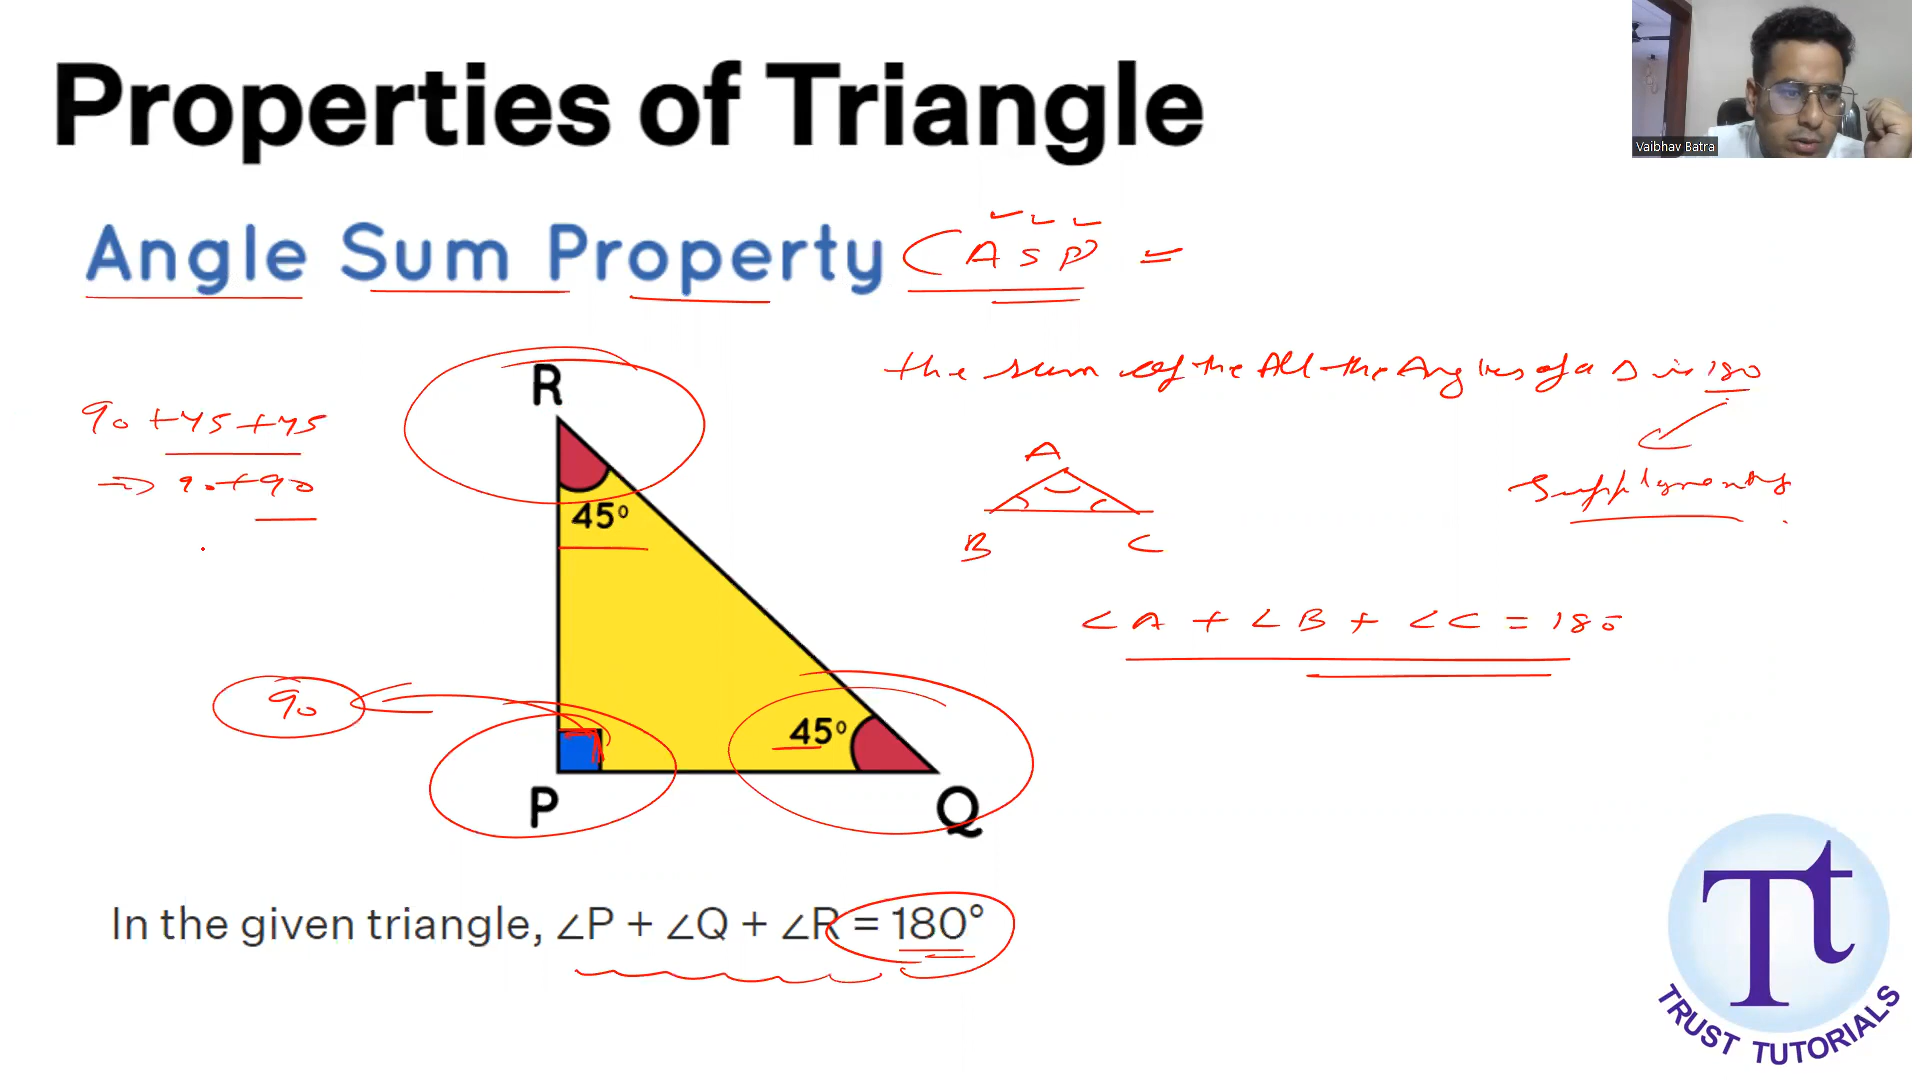 Properties of Triangle
Vaibhav Batra
Angle Sum Property (ASP) =
the sum of the All the Angles of a Δ is 180
R
90 + 45 + 45
⇒ 90 + 90
45°
A
B C
Supplymentry
∠A + ∠B + ∠C = 180
90
45°
P
Q
In the given triangle, ∠P + ∠Q + ∠R = 180°
Tt
TRUST TUTORIALS